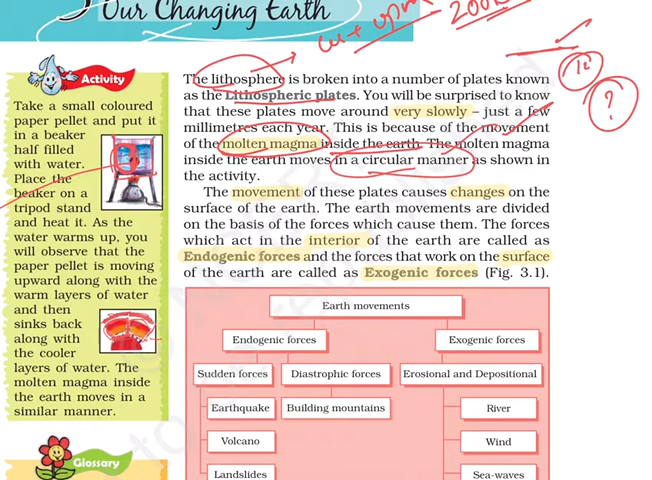 Our Changing Earth
Activity
Take a small coloured
paper pellet and put it
in a beaker
half filled
with water.
Place the
beaker on a
tripod stand
and heat it. As the
water warms up, you
will observe that the
paper pellet is moving
upward along with the
warm layers of water
and then
sinks back
along with
the cooler
layers of water. The
molten magma inside
the earth moves in a
similar manner.
Glossary
The lithosphere is broken into a number of plates known
as the Lithospheric plates. You will be surprised to know
that these plates move around very slowly – just a few
millimetres each year. This is because of the movement
of the molten magma inside the earth. The molten magma
inside the earth moves in a circular manner as shown in
the activity.
The movement of these plates causes changes on the
surface of the earth. The earth movements are divided
on the basis of the forces which cause them. The forces
which act in the interior of the earth are called as
Endogenic forces and the forces that work on the surface
of the earth are called as Exogenic forces (Fig. 3.1).
Earth movements
Endogenic forces
Exogenic forces
Sudden forces
Diastrophic forces
Erosional and Depositional
Earthquake
Building mountains
River
Volcano
Wind
Landslides
Sea-waves
?